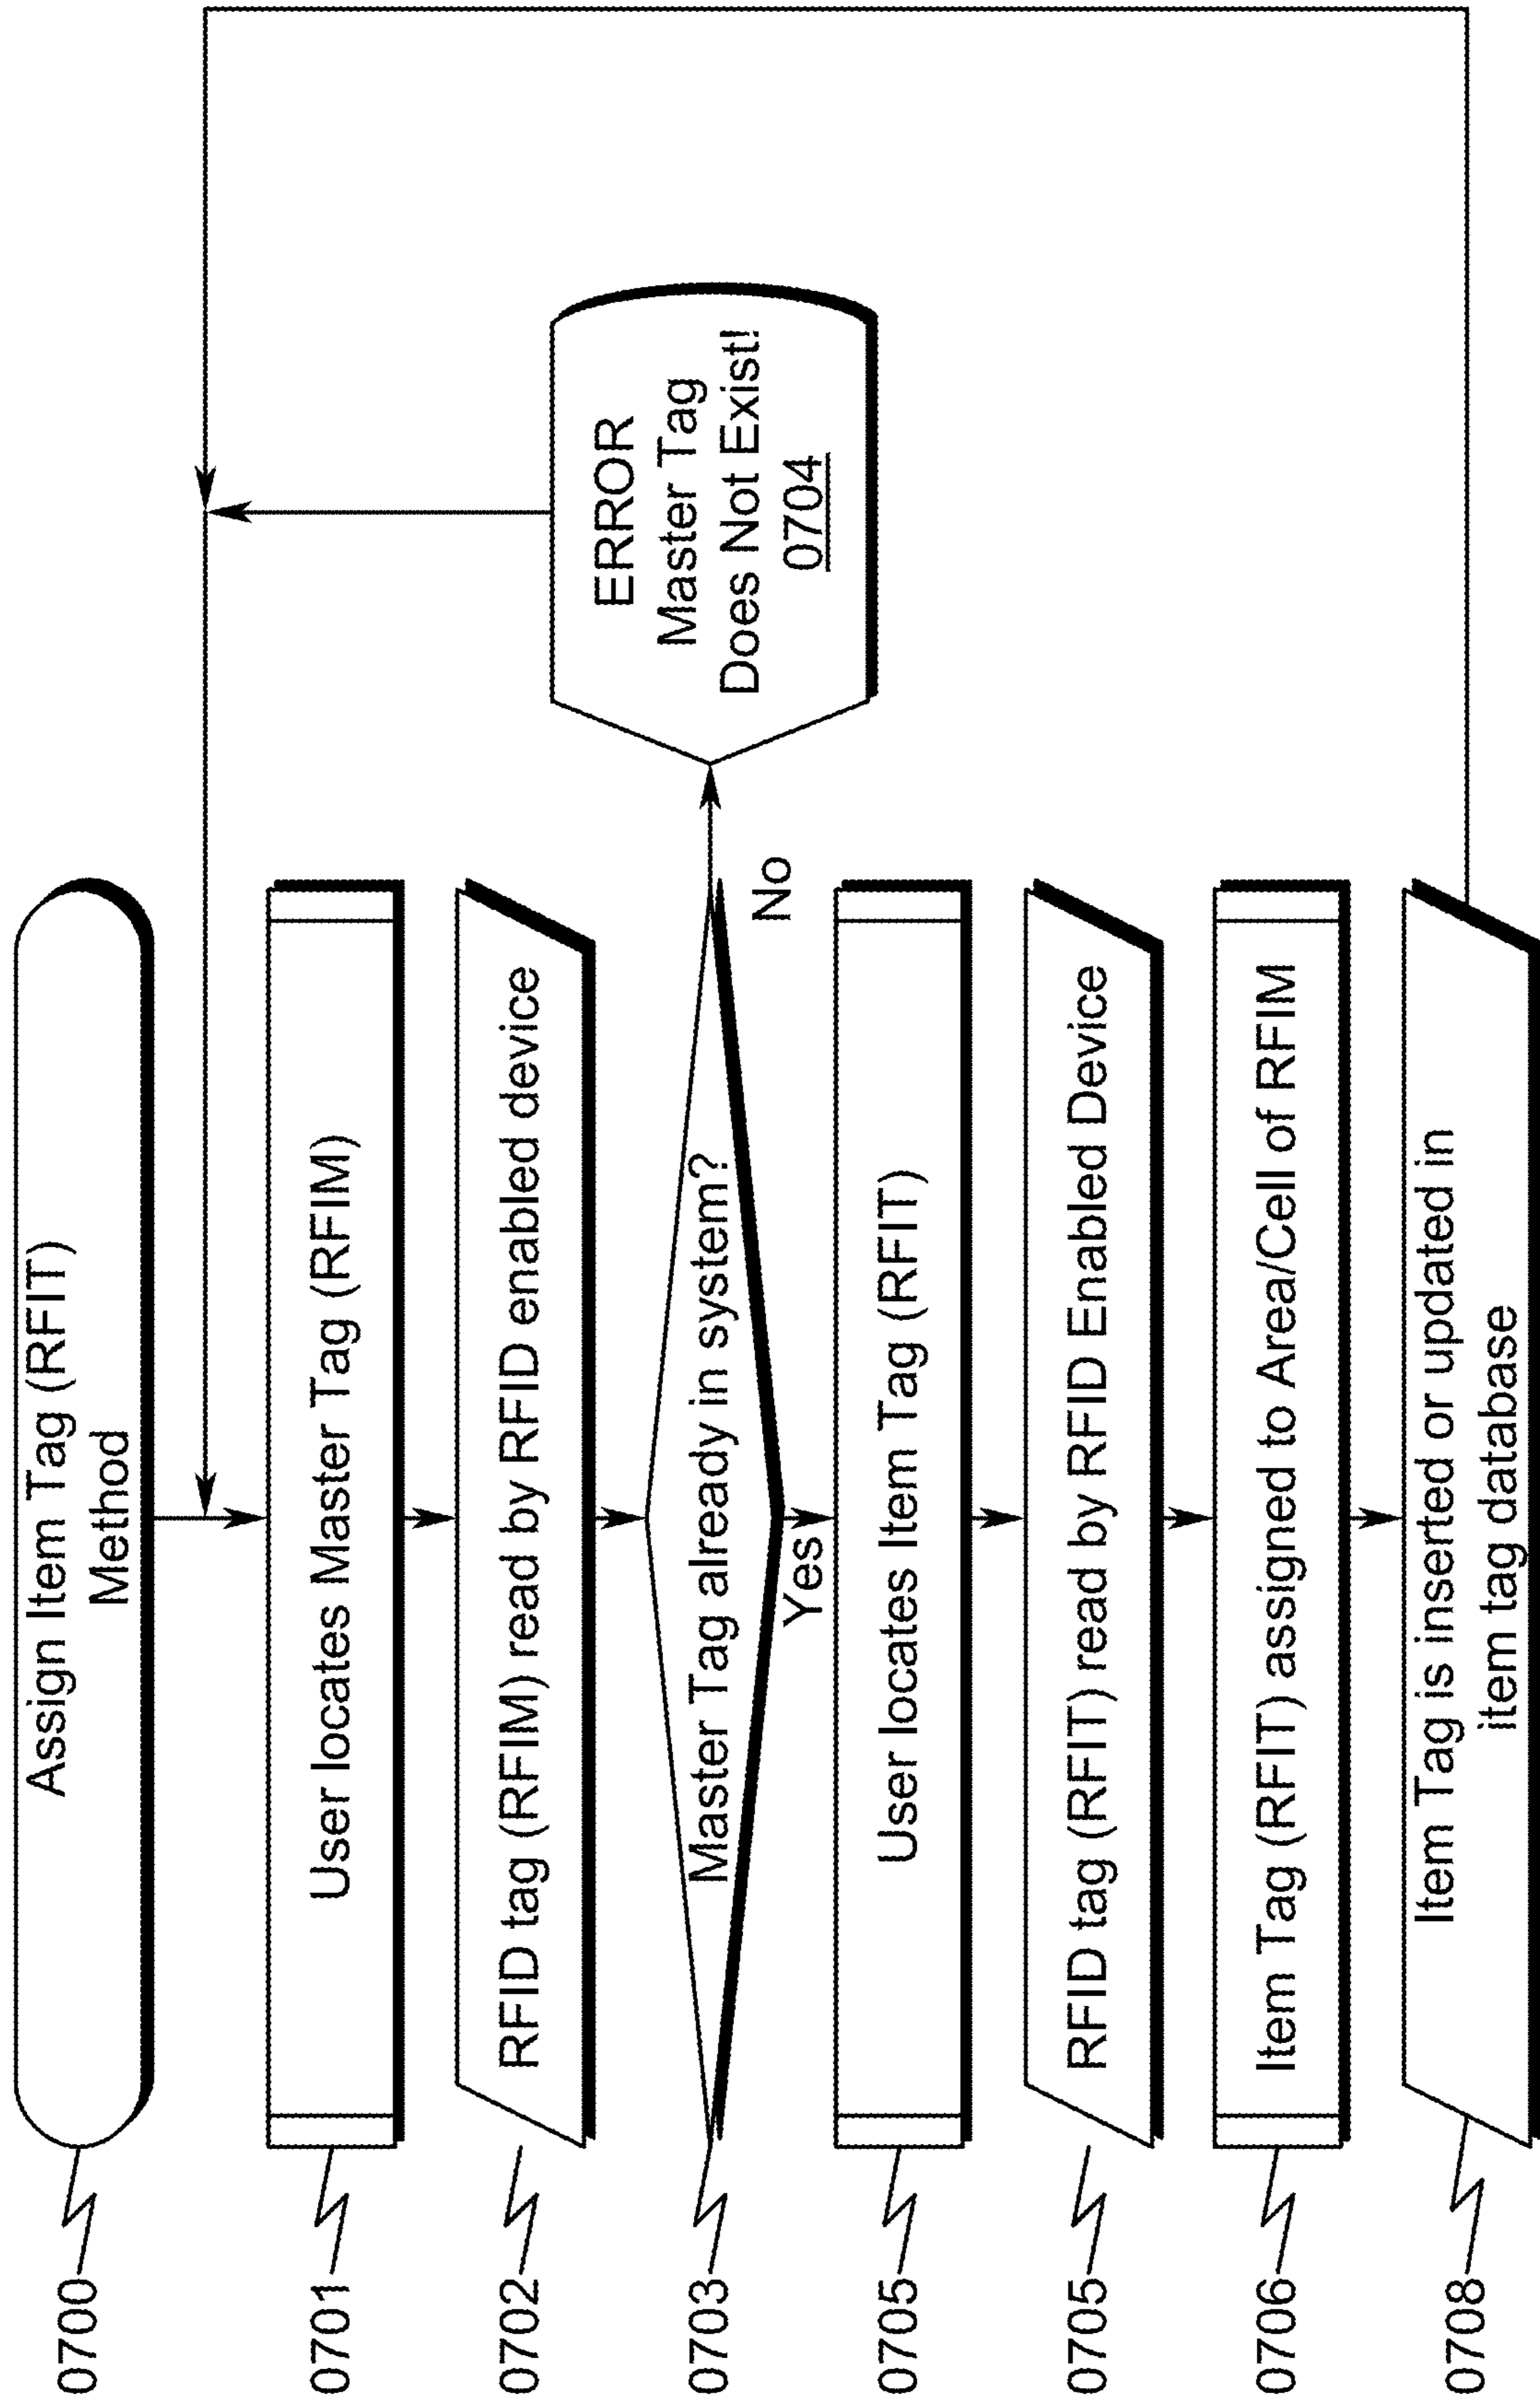 0700
Assign Item Tag (RFIT)
Method
0701
User locates Master Tag (RFIM)
0702
RFID tag (RFIM) read by RFID enabled device
0703
Master Tag already in system?
No
ERROR
Master Tag
Does Not Exist!
0704
Yes
0705
User locates Item Tag (RFIT)
0705
RFID tag (RFIT) read by RFID Enabled Device
0706
Item Tag (RFIT) assigned to Area/Cell of RFIM
0708
Item Tag is inserted or updated in
item tag database